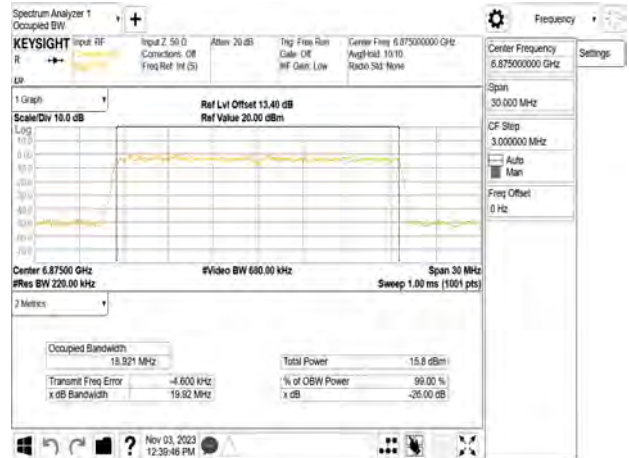 Spectrum Analyzer 1
Occupied BW
Frequency
KEYSIGHT
Input: RF
Input Z: 50 Ω
Corrections: Off
Freq Ref: Int (S)
Atten: 20 dB
Trig: Free Run
Gate: Off
#IF Gain: Low
Center Freq: 6.875000000 GHz
Avg|Hold: 10/10
Radio Std: None
Center Frequency
6.875000000 GHz
Settings
Span
30.000 MHz
CF Step
3.000000 MHz
Auto
Man
Freq Offset
0 Hz
1 Graph
Scale/Div 10.0 dB
Ref Lvl Offset 13.40 dB
Ref Value 20.00 dBm
Log
Center 6.87500 GHz
#Res BW 220.00 kHz
#Video BW 680.00 kHz
Span 30 MHz
Sweep 1.00 ms (1001 pts)
2 Metrics
Occupied Bandwidth
18.921 MHz
Total Power 15.8 dBm
Transmit Freq Error -4.600 kHz
% of OBW Power 99.00 %
x dB Bandwidth 19.92 MHz
x dB -26.00 dB
Nov 03, 2023
12:39:46 PM